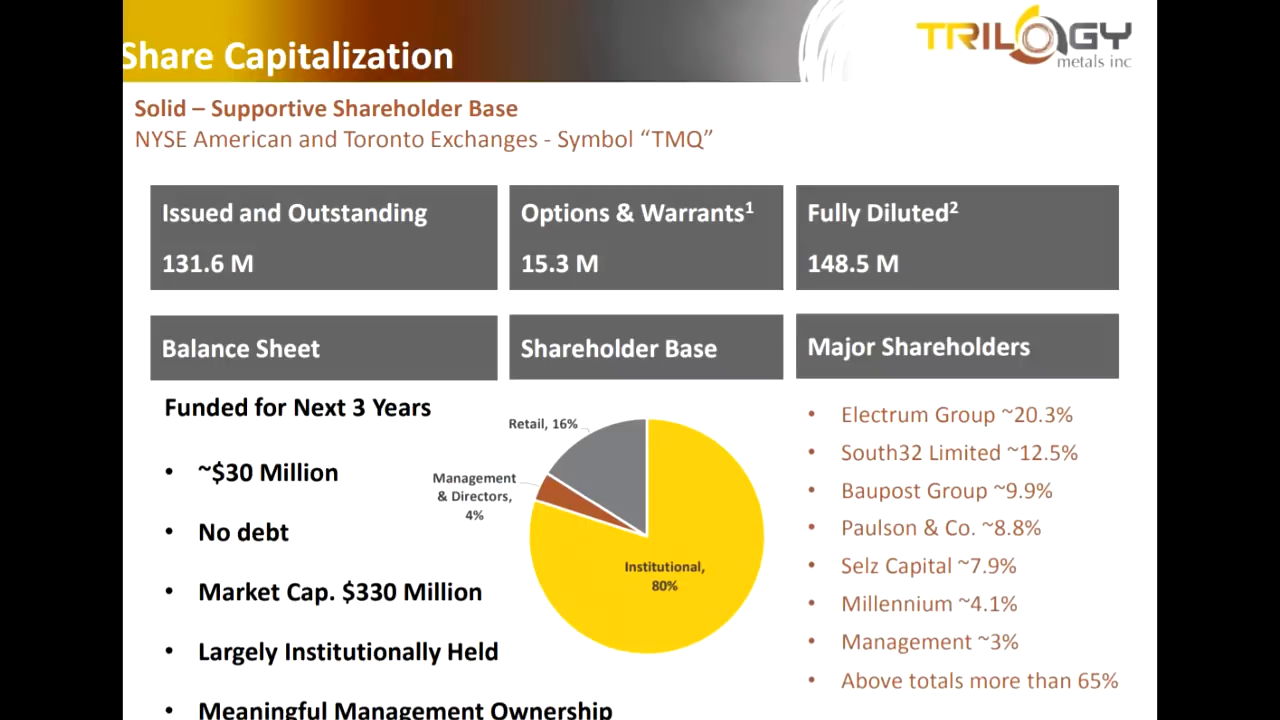 Share Capitalization
TRILOGY
metals inc
Solid – Supportive Shareholder Base
NYSE American and Toronto Exchanges - Symbol “TMQ”
Issued and Outstanding
131.6 M
Options & Warrants1
15.3 M
Fully Diluted2
148.5 M
Balance Sheet
Funded for Next 3 Years
• ~$30 Million
• No debt
• Market Cap. $330 Million
• Largely Institutionally Held
• Meaningful Management Ownership
Shareholder Base
Retail, 16%
Management
& Directors,
4%
Institutional,
80%
Major Shareholders
• Electrum Group ~20.3%
• South32 Limited ~12.5%
• Baupost Group ~9.9%
• Paulson & Co. ~8.8%
• Selz Capital ~7.9%
• Millennium ~4.1%
• Management ~3%
• Above totals more than 65%